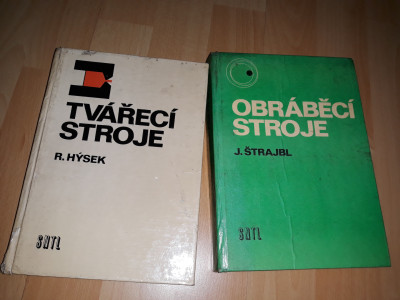 TVÁŘECÍ
STROJE
R. HÝSEK
SNTL
OBRÁBĚCÍ
STROJE
J. ŠTRAJBL
SNTL